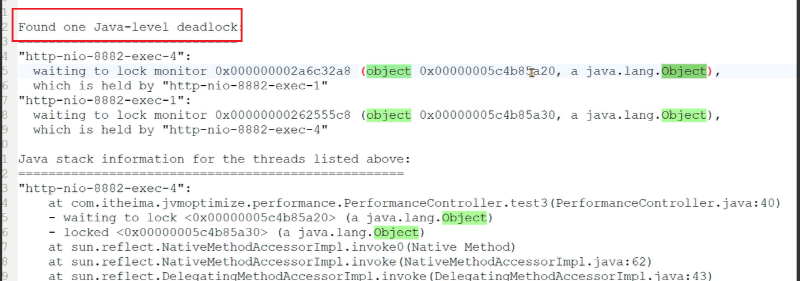 Found one Java-level deadlock:
=============================
"http-nio-8882-exec-4":
waiting to lock monitor 0x000000002a6c32a8 (object 0x00000005c4b85a20, a java.lang.Object),
which is held by "http-nio-8882-exec-1"
"http-nio-8882-exec-1":
waiting to lock monitor 0x00000000262555c8 (object 0x00000005c4b85a30, a java.lang.Object),
which is held by "http-nio-8882-exec-4"
Java stack information for the threads listed above:
===================================================
"http-nio-8882-exec-4":
at com.itheima.jvmoptimize.performance.PerformanceController.test3(PerformanceController.java:40)
- waiting to lock <0x00000005c4b85a20> (a java.lang.Object)
- locked <0x00000005c4b85a30> (a java.lang.Object)
at sun.reflect.NativeMethodAccessorImpl.invoke0(Native Method)
at sun.reflect.NativeMethodAccessorImpl.invoke(NativeMethodAccessorImpl.java:62)
at sun.reflect.DelegatingMethodAccessorImpl.invoke(DelegatingMethodAccessorImpl.java:43)